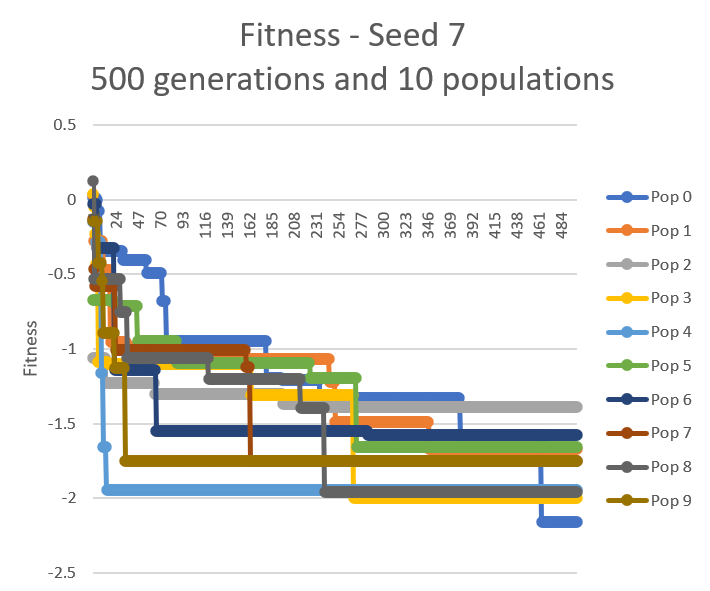 Fitness - Seed 7
500 generations and 10 populations
0.5
0
-0.5
-1
-1.5
-2
-2.5
Fitness
24 47 70 93 116 139 162 185 208 231 254 277 300 323 346 369 392 415 438 461 484
Pop 0
Pop 1
Pop 2
Pop 3
Pop 4
Pop 5
Pop 6
Pop 7
Pop 8
Pop 9